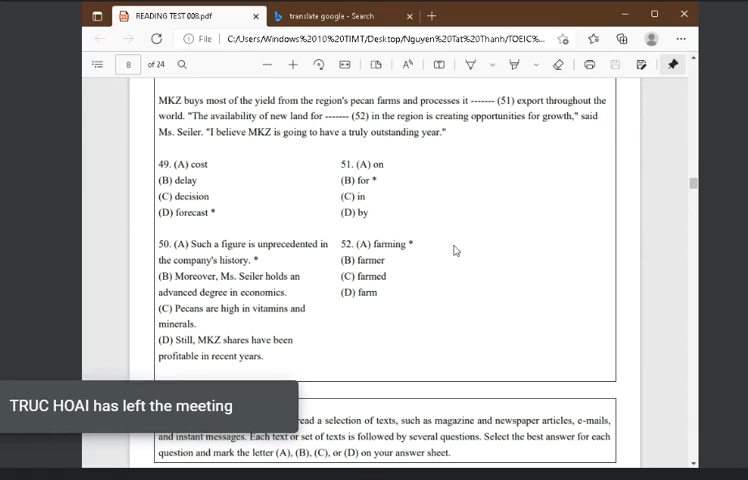 READING TEST 008.pdf
translate google - Search
File
C:/Users/Windows%2010%20TIMT/Desktop/Nguyen%20Tat%20Thanh/TOEIC%...
8
of 24
MKZ buys most of the yield from the region's pecan farms and processes it ------- (51) export throughout the
world. "The availability of new land for ------- (52) in the region is creating opportunities for growth," said
Ms. Seiler. "I believe MKZ is going to have a truly outstanding year."
49. (A) cost
(B) delay
(C) decision
(D) forecast *
50. (A) Such a figure is unprecedented in
the company's history. *
(B) Moreover, Ms. Seiler holds an
advanced degree in economics.
(C) Pecans are high in vitamins and
minerals.
(D) Still, MKZ shares have been
profitable in recent years.
51. (A) on
(B) for *
(C) in
(D) by
52. (A) farming *
(B) farmer
(C) farmed
(D) farm
TRUC HOAI has left the meeting
read a selection of texts, such as magazine and newspaper articles, e-mails,
and instant messages. Each text or set of texts is followed by several questions. Select the best answer for each
question and mark the letter (A), (B), (C), or (D) on your answer sheet.